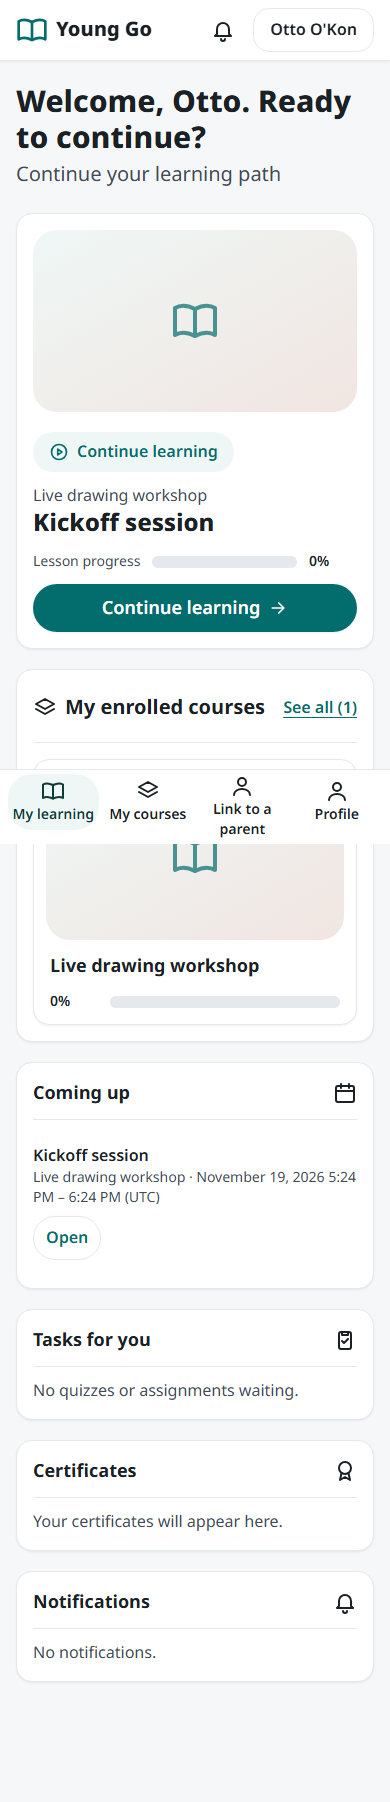 Young Go
Otto O'Kon
Welcome, Otto. Ready
to continue?
Continue your learning path
Continue learning
Live drawing workshop
Kickoff session
Lesson progress 0%
Continue learning →
My enrolled courses See all (1)
My learning
My courses
Link to a
parent
Profile
Live drawing workshop
0%
Coming up
Kickoff session
Live drawing workshop · November 19, 2026 5:24
PM – 6:24 PM (UTC)
Open
Tasks for you
No quizzes or assignments waiting.
Certificates
Your certificates will appear here.
Notifications
No notifications.